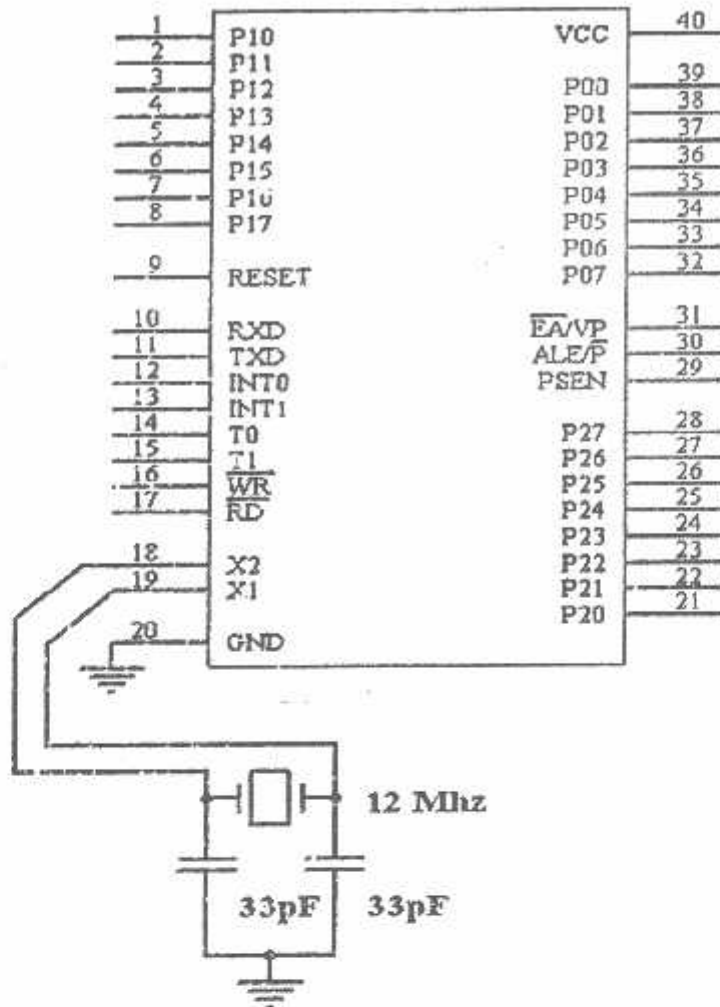 1 P10
2 P11
3 P12
4 P13
5 P14
6 P15
7 P16
8 P17
9 RESET
10 RXD
11 TXD
12 INT0
13 INT1
14 T0
15 T1
16 WR
17 RD
18 X2
19 X1
20 GND
VCC 40
P00 39
P01 38
P02 37
P03 36
P04 35
P05 34
P06 33
P07 32
EA/VP 31
ALE/P 30
PSEN 29
P27 28
P26 27
P25 26
P24 25
P23 24
P22 23
P21 22
P20 21
12 Mhz
33pF 33pF